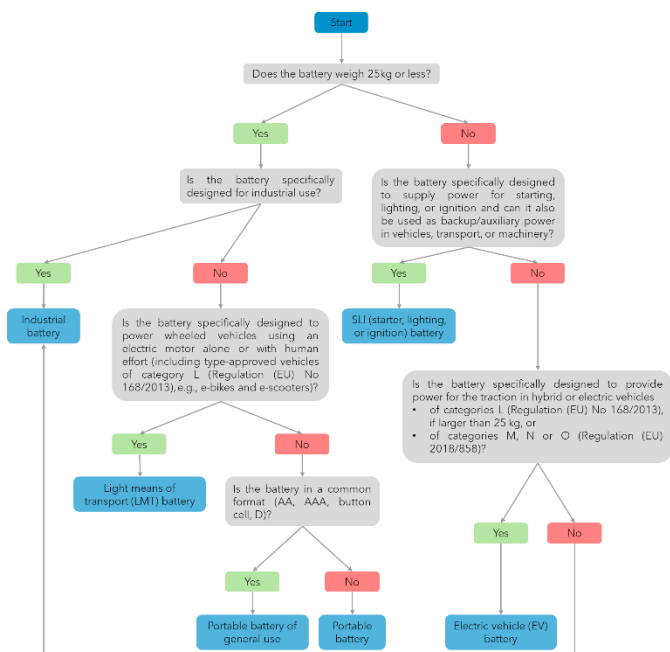 Start
Does the battery weigh 25kg or less?
Yes
No
Is the battery specifically
designed for industrial use?
Is the battery specifically designed
to supply power for starting,
lighting, or ignition and can it also
be used as backup/auxiliary power
in vehicles, transport, or machinery?
Yes
No
Yes
No
Industrial
battery
Is the battery specifically designed to
power wheeled vehicles using an
electric motor alone or with human
effort (including type-approved vehicles
of category L (Regulation (EU) No
168/2013), e.g., e-bikes and e-scooters)?
SLI (starter, lighting,
or ignition) battery
Is the battery specifically designed to provide
power for the traction in hybrid or electric vehicles
• of categories L (Regulation (EU) No 168/2013),
if larger than 25 kg, or
• of categories M, N or O (Regulation (EU)
2018/858)?
Yes
No
Light means of
transport (LMT) battery
Is the battery in a common
format (AA, AAA, button
cell, D)?
Yes
No
Yes
No
Portable battery of
general use
Portable
battery
Electric vehicle (EV)
battery